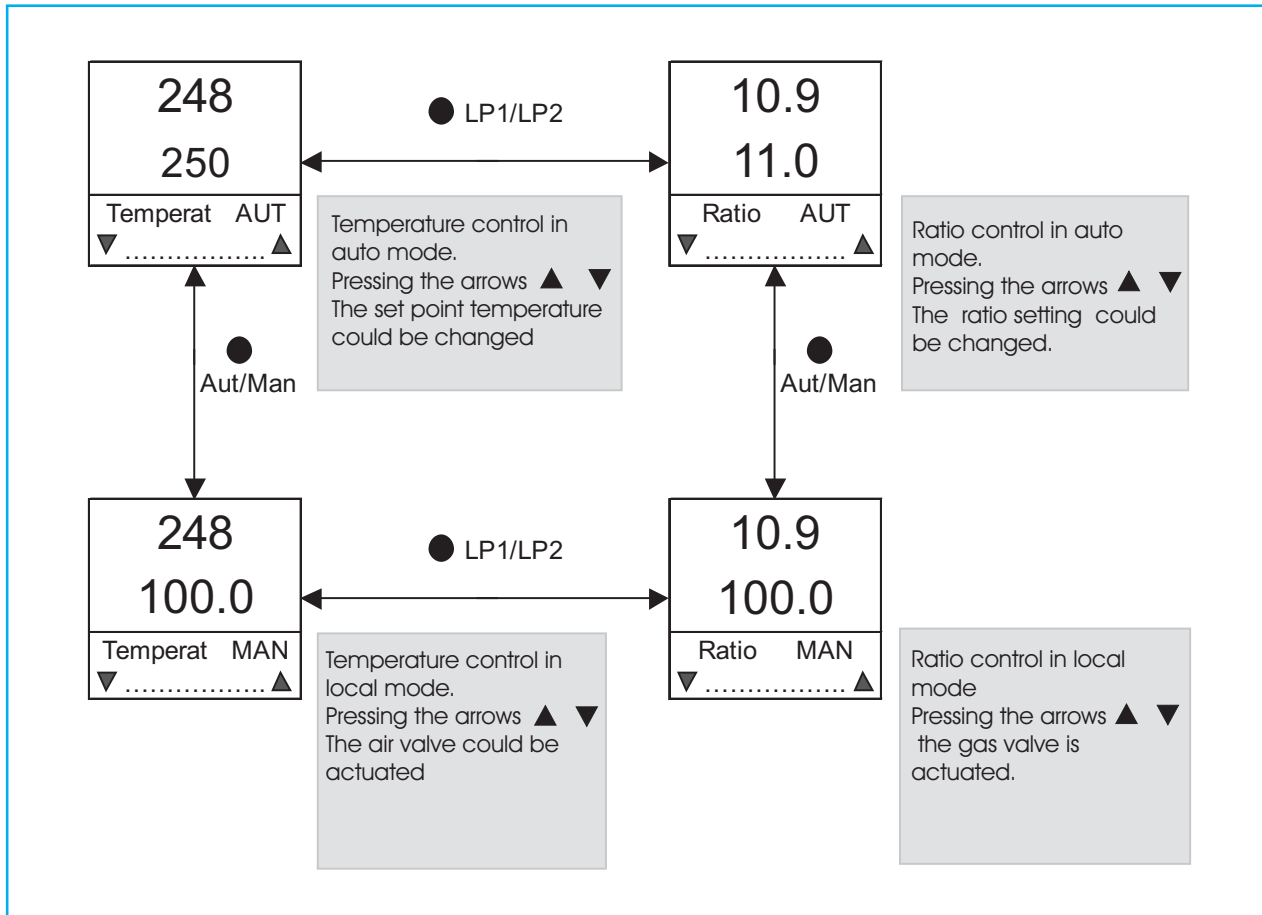 248
250
Temperat AUT
▼ ................. ▲
● LP1/LP2
10.9
11.0
Ratio AUT
▼ ................. ▲
Temperature control in
auto mode.
Pressing the arrows ▲ ▼
The set point temperature
could be changed
Ratio control in auto
mode.
Pressing the arrows ▲ ▼
The ratio setting could
be changed.
Aut/Man
Aut/Man
248
100.0
Temperat MAN
▼ ................. ▲
● LP1/LP2
10.9
100.0
Ratio MAN
▼ ................. ▲
Temperature control in
local mode.
Pressing the arrows ▲ ▼
The air valve could be
actuated
Ratio control in local
mode
Pressing the arrows ▲ ▼
the gas valve is
actuated.